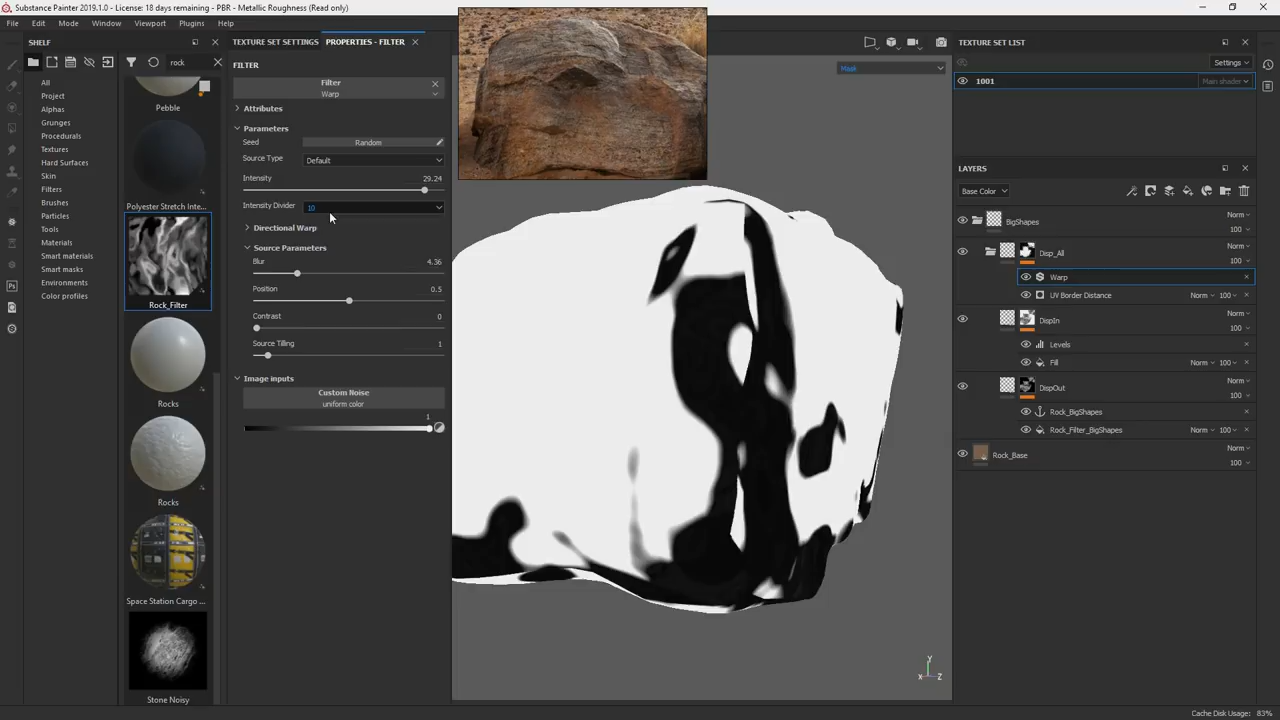 Substance Painter 2019.1.0 - License: 18 days remaining - PBR - Metallic Roughness (Read only)
File Edit Mode Window Viewport Plugins Help
SHELF
rock
All
Project
Alphas
Grunges
Procedurals
Textures
Hard Surfaces
Skin
Filters
Brushes
Particles
Tools
Materials
Smart materials
Smart masks
Environments
Color profiles
Pebble
Polyester Stretch Inte...
Rock_Filter
Rocks
Rocks
Space Station Cargo ...
Stone Noisy
TEXTURE SET SETTINGS
PROPERTIES - FILTER
FILTER
Filter
Warp
Attributes
Parameters
Seed Random
Source Type Default
Intensity 29.24
Intensity Divider 10
Directional Warp
Source Parameters
Blur 4.36
Position 0.5
Contrast 0
Source Tilling 1
Image inputs
Custom Noise
uniform color
1
Mask
Y
X Z
TEXTURE SET LIST
Settings
1001 Main shader
LAYERS
Base Color
BigShapes Norm
100
Disp_All Norm
100
Warp
UV Border Distance Norm 100
DispIn Norm
100
Levels
Fill Norm 100
DispOut Norm
100
Rock_BigShapes
Rock_Filter_BigShapes Norm 100
Rock_Base Norm
100
Cache Disk Usage: 83%